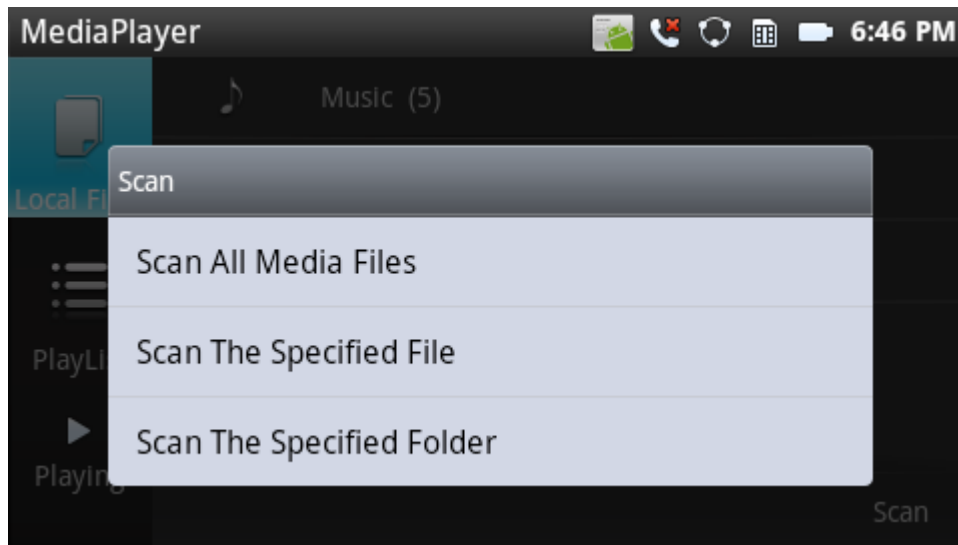 MediaPlayer 6:46 PM
Music (5)
Local Fi
Scan
Scan All Media Files
Scan The Specified File
PlayLi
Scan The Specified Folder
Playing
Scan